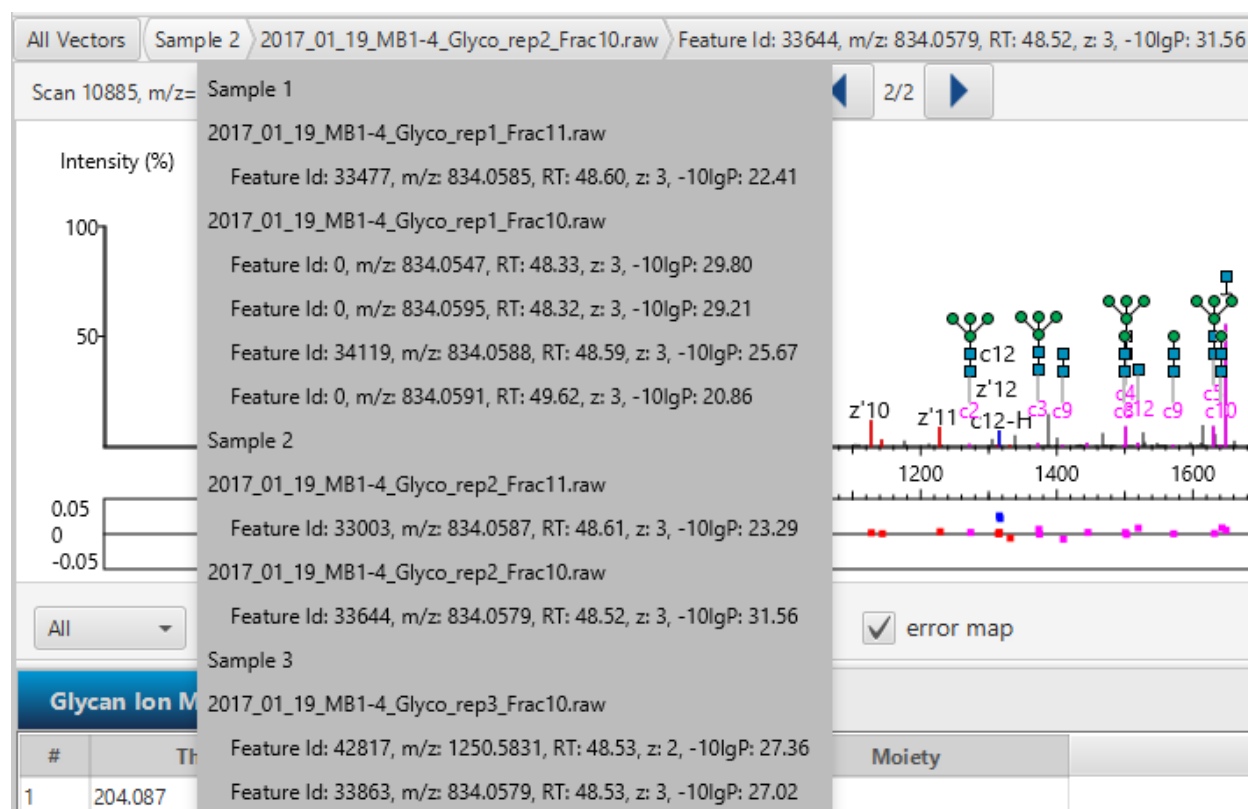 All Vectors Sample 2 2017_01_19_MB1-4_Glyco_rep2_Frac10.raw Feature Id: 33644, m/z: 834.0579, RT: 48.52, z: 3, -10lgP: 31.56
Scan 10885, m/z= 2/2
Sample 1
2017_01_19_MB1-4_Glyco_rep1_Frac11.raw
Feature Id: 33477, m/z: 834.0585, RT: 48.60, z: 3, -10lgP: 22.41
2017_01_19_MB1-4_Glyco_rep1_Frac10.raw
Feature Id: 0, m/z: 834.0547, RT: 48.33, z: 3, -10lgP: 29.80
Feature Id: 0, m/z: 834.0595, RT: 48.32, z: 3, -10lgP: 29.21
Feature Id: 34119, m/z: 834.0588, RT: 48.59, z: 3, -10lgP: 25.67
Feature Id: 0, m/z: 834.0591, RT: 49.62, z: 3, -10lgP: 20.86
Sample 2
2017_01_19_MB1-4_Glyco_rep2_Frac11.raw
Feature Id: 33003, m/z: 834.0587, RT: 48.61, z: 3, -10lgP: 23.29
2017_01_19_MB1-4_Glyco_rep2_Frac10.raw
Feature Id: 33644, m/z: 834.0579, RT: 48.52, z: 3, -10lgP: 31.56
Sample 3
2017_01_19_MB1-4_Glyco_rep3_Frac10.raw
Feature Id: 42817, m/z: 1250.5831, RT: 48.53, z: 2, -10lgP: 27.36
Feature Id: 33863, m/z: 834.0579, RT: 48.53, z: 3, -10lgP: 27.02
Intensity (%)
100
50
c12
z'12
z'10 z'11 c2 c12-H c3 c9 c4 c9 c5 c10
1200 1400 1600
0.05
0
-0.05
All error map
Glycan Ion M
# Th Moiety
1 204.087